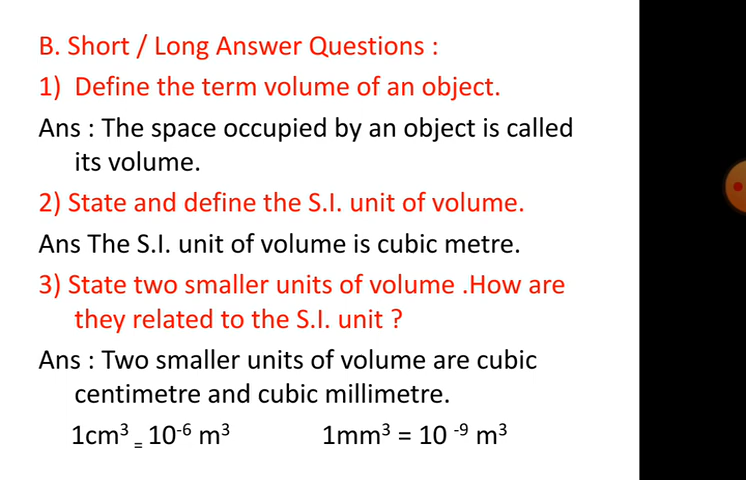 B. Short / Long Answer Questions :
1) Define the term volume of an object.
Ans : The space occupied by an object is called
its volume.
2) State and define the S.I. unit of volume.
Ans The S.I. unit of volume is cubic metre.
3) State two smaller units of volume .How are
they related to the S.I. unit ?
Ans : Two smaller units of volume are cubic
centimetre and cubic millimetre.
1cm³ = 10⁻⁶ m³ 1mm³ = 10 ⁻⁹ m³